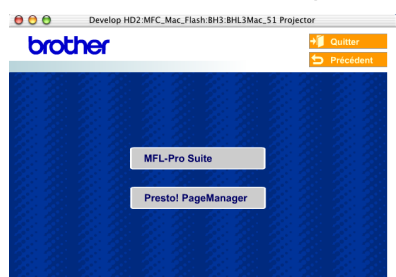 Develop HD2:MFC_Mac_Flash:BH3:BHL3Mac_51 Projector
brother
Quitter
Précédent
MFL-Pro Suite
Presto! PageManager